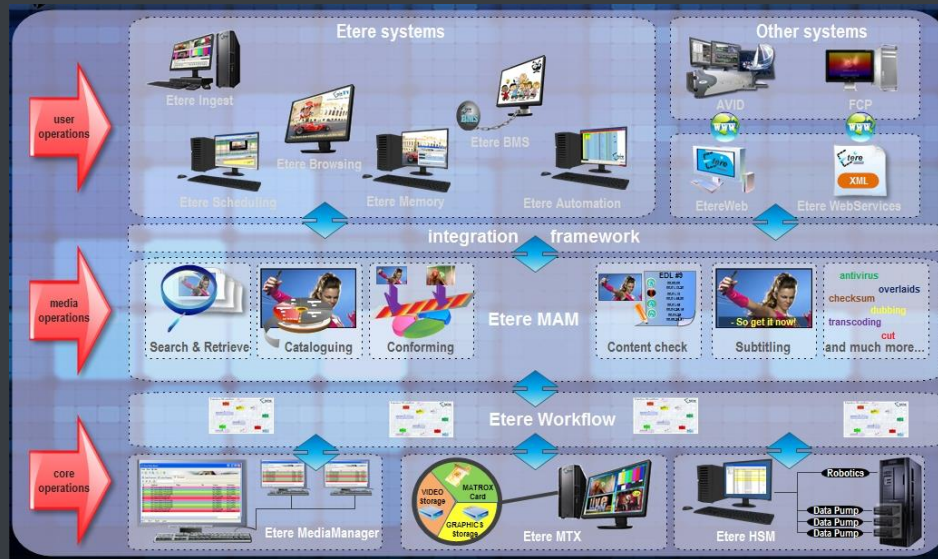 Etere systems
Other systems
user
operations
Etere Ingest
Etere Browsing
Etere BMS
Etere Scheduling
Etere Memory
Etere Automation
AVID
FCP
EtereWeb
Etere
XML
Etere WebServices
integration framework
media
operations
Search & Retrieve
Cataloguing
Conforming
Etere MAM
EDL #3
Content check
- So get it now!
Subtitling
antivirus
overlaids
checksum
dubbing
transcoding
cut
and much more...
Etere Workflow
core
operations
Etere MediaManager
VIDEO
Storage
MATROX
Card
GRAPHICS
Storage
Etere MTX
Etere HSM
Robotics
Data Pump
Data Pump
Data Pump